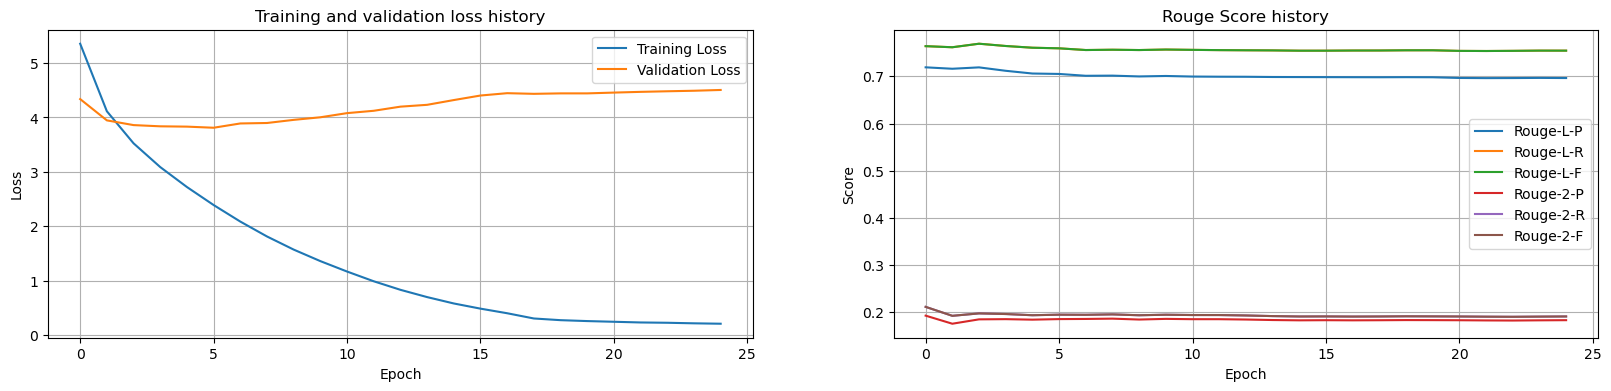 Training and validation loss history
Training Loss
Validation Loss
5
4
3
2
1
0
Loss
0
5
10
15
20
25
Epoch
Rouge Score history
0.7
0.6
0.5
0.4
0.3
0.2
Score
Rouge-L-P
Rouge-L-R
Rouge-L-F
Rouge-2-P
Rouge-2-R
Rouge-2-F
0
5
10
15
20
25
Epoch